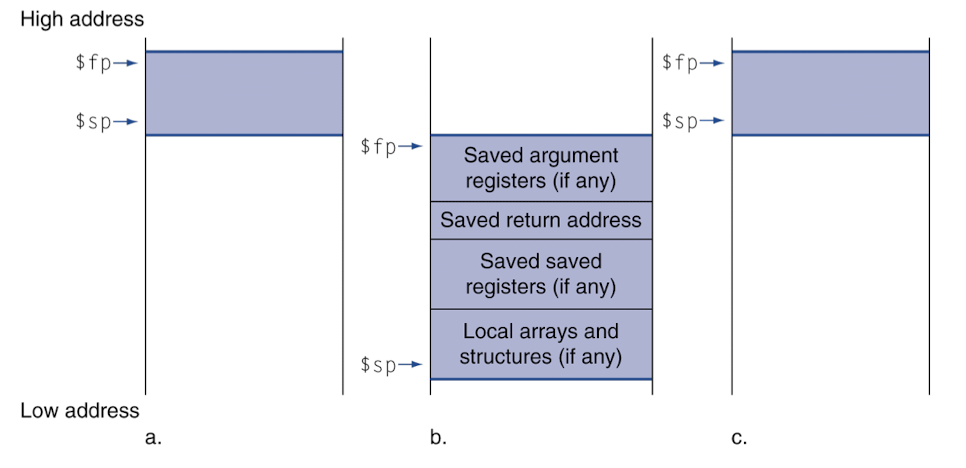 High address
$fp
$sp
$fp
Saved argument
registers (if any)
Saved return address
Saved saved
registers (if any)
Local arrays and
structures (if any)
$sp
$fp
$sp
Low address
a.
b.
c.